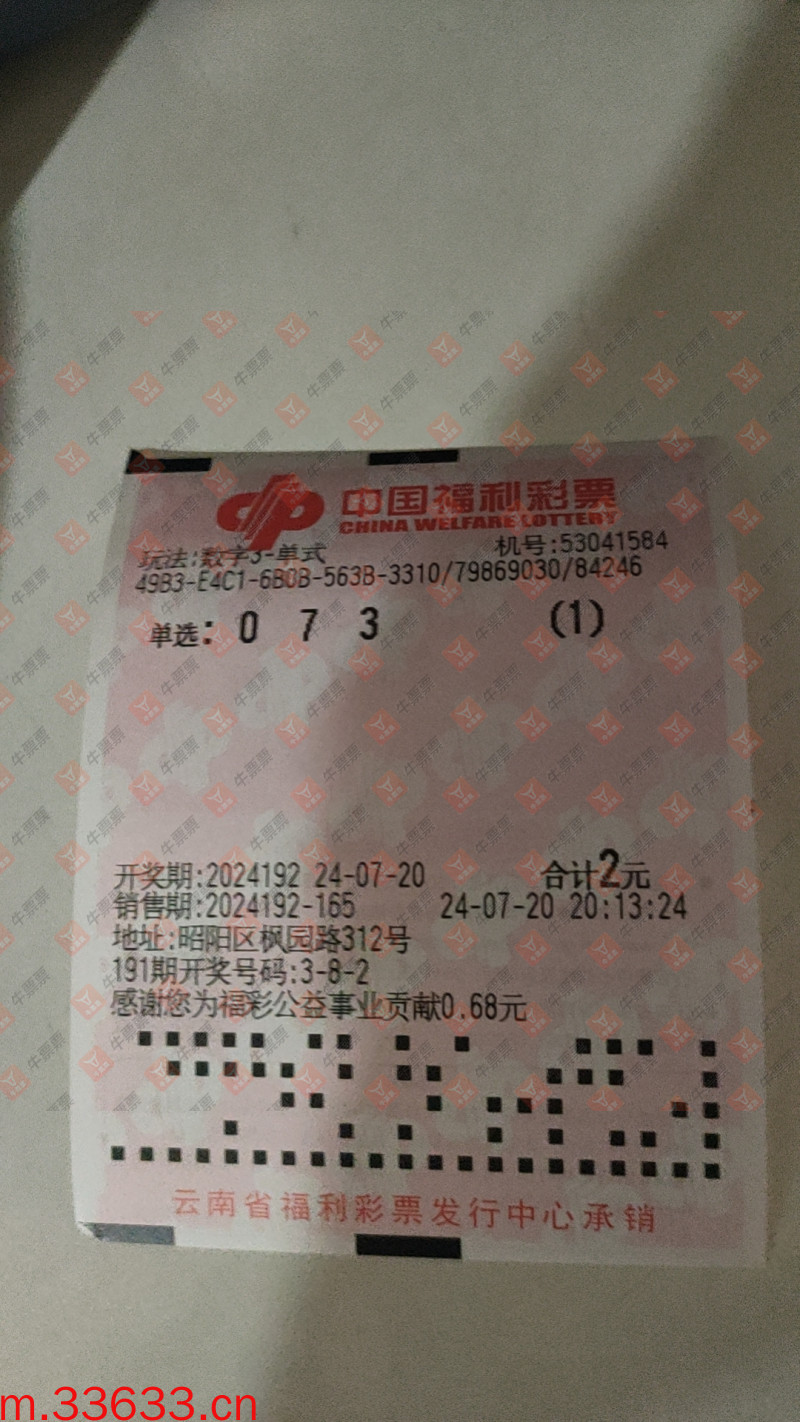 中国福利彩票
CHINA WELFARE LOTTERY
玩法:数字3-单式 机号:53041584
49B3-E4C1-6B0B-563B-3310/79869030/84246
单选: 0 7 3 (1)
开奖期:2024192 24-07-20 合计2元
销售期:2024192-165 24-07-20 20:13:24
地址:昭阳区枫园路312号
191期开奖号码:3-8-2
感谢您为福彩公益事业贡献0.68元
云南省福利彩票发行中心承销
m.33633.cn